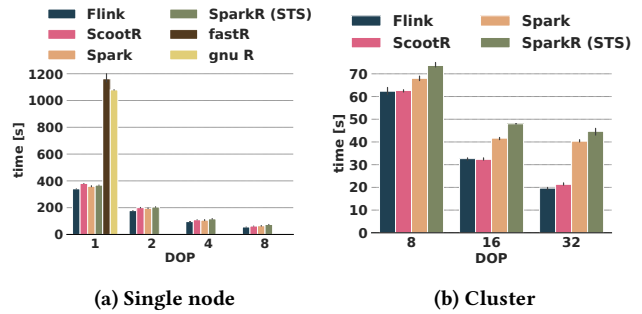 Flink
SparkR (STS)
ScootR
fastR
Spark
gnu R
1200
1000
800
600
400
200
0
time [s]
1 2 4 8
DOP
(a) Single node
Flink
Spark
ScootR
SparkR (STS)
70
60
50
40
30
20
10
0
time [s]
8 16 32
DOP
(b) Cluster